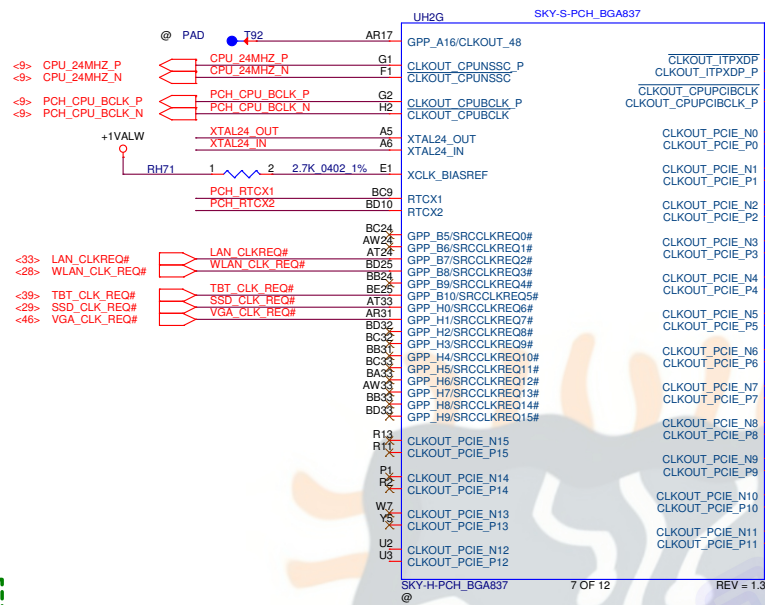 UH2G
SKY-S-PCH_BGA837
@ PAD T92 AR17 GPP_A16/CLKOUT_48
<9> CPU_24MHZ_P CPU_24MHZ_P G1 CLKOUT_CPUNSSC_P
<9> CPU_24MHZ_N CPU_24MHZ_N F1 CLKOUT_CPUNSSC
<9> PCH_CPU_BCLK_P PCH_CPU_BCLK_P G2 CLKOUT_CPUBCLK_P
<9> PCH_CPU_BCLK_N PCH_CPU_BCLK_N H2 CLKOUT_CPUBCLK
XTAL24_OUT A5 XTAL24_OUT
XTAL24_IN A6 XTAL24_IN
+1VALW
RH71 1 2 2.7K_0402_1% E1 XCLK_BIASREF
PCH_RTCX1 BC9 RTCX1
PCH_RTCX2 BD10 RTCX2
BC24 GPP_B5/SRCCLKREQ0#
AW24 GPP_B6/SRCCLKREQ1#
<33> LAN_CLKREQ# LAN_CLKREQ# AT24 GPP_B7/SRCCLKREQ2#
<28> WLAN_CLK_REQ# WLAN_CLK_REQ# BD25 GPP_B8/SRCCLKREQ3#
BB24 GPP_B9/SRCCLKREQ4#
<39> TBT_CLK_REQ# TBT_CLK_REQ# BE25 GPP_B10/SRCCLKREQ5#
<29> SSD_CLK_REQ# SSD_CLK_REQ# AT33 GPP_H0/SRCCLKREQ6#
<46> VGA_CLK_REQ# VGA_CLK_REQ# AR31 GPP_H1/SRCCLKREQ7#
BD32 GPP_H2/SRCCLKREQ8#
BC32 GPP_H3/SRCCLKREQ9#
BB31 GPP_H4/SRCCLKREQ10#
BC33 GPP_H5/SRCCLKREQ11#
BA33 GPP_H6/SRCCLKREQ12#
AW33 GPP_H7/SRCCLKREQ13#
BB33 GPP_H8/SRCCLKREQ14#
BD33 GPP_H9/SRCCLKREQ15#
R13 CLKOUT_PCIE_N15
R11 CLKOUT_PCIE_P15
P1 CLKOUT_PCIE_N14
R2 CLKOUT_PCIE_P14
W7 CLKOUT_PCIE_N13
Y5 CLKOUT_PCIE_P13
U2 CLKOUT_PCIE_N12
U3 CLKOUT_PCIE_P12
CLKOUT_ITPXDP
CLKOUT_ITPXDP_P
CLKOUT_CPUPCIBCLK
CLKOUT_CPUPCIBCLK_P
CLKOUT_PCIE_N0
CLKOUT_PCIE_P0
CLKOUT_PCIE_N1
CLKOUT_PCIE_P1
CLKOUT_PCIE_N2
CLKOUT_PCIE_P2
CLKOUT_PCIE_N3
CLKOUT_PCIE_P3
CLKOUT_PCIE_N4
CLKOUT_PCIE_P4
CLKOUT_PCIE_N5
CLKOUT_PCIE_P5
CLKOUT_PCIE_N6
CLKOUT_PCIE_P6
CLKOUT_PCIE_N7
CLKOUT_PCIE_P7
CLKOUT_PCIE_N8
CLKOUT_PCIE_P8
CLKOUT_PCIE_N9
CLKOUT_PCIE_P9
CLKOUT_PCIE_N10
CLKOUT_PCIE_P10
CLKOUT_PCIE_N11
CLKOUT_PCIE_P11
SKY-H-PCH_BGA837 7 OF 12 REV = 1.3
@